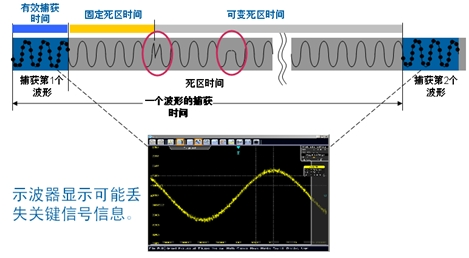 有效捕获
时间
固定死区时间
可变死区时间
捕获第1个
波形
死区时间
捕获第2个
波形
一个波形的捕获
时间
示波器显示可能丢
失关键信号信息。